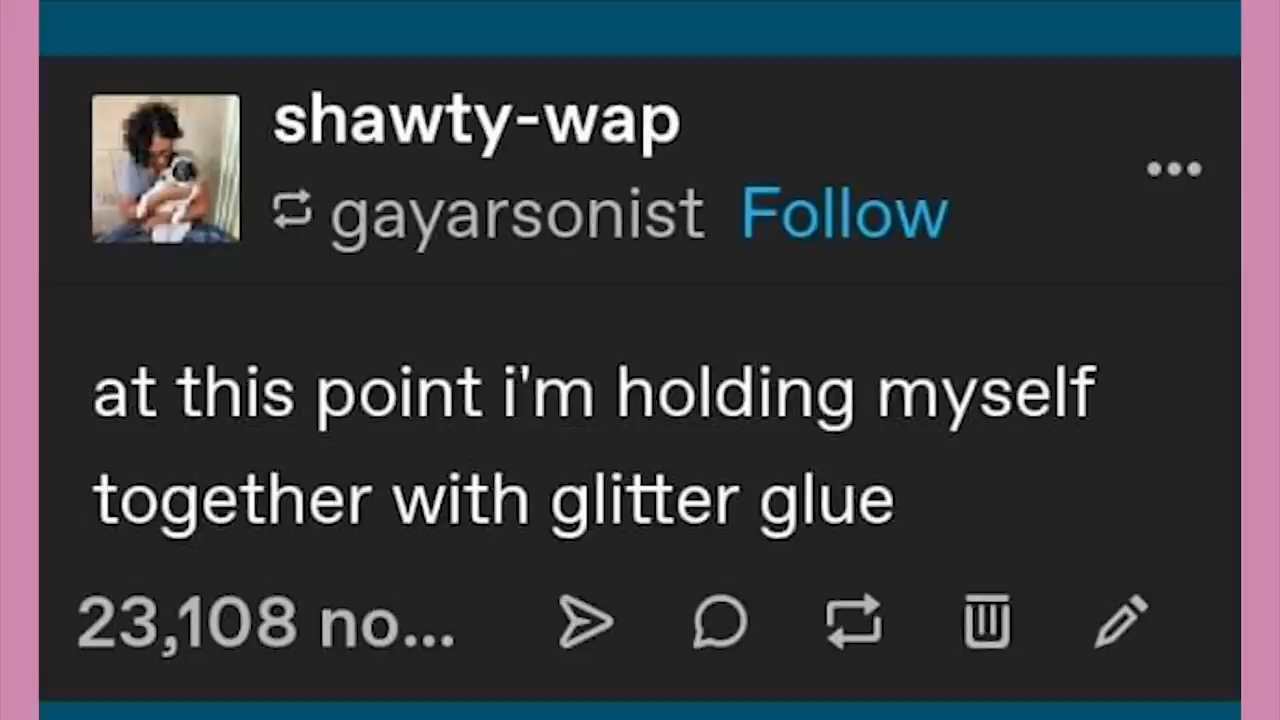 shawty-wap
gayarsonist Follow
at this point i'm holding myself
together with glitter glue
23,108 no...